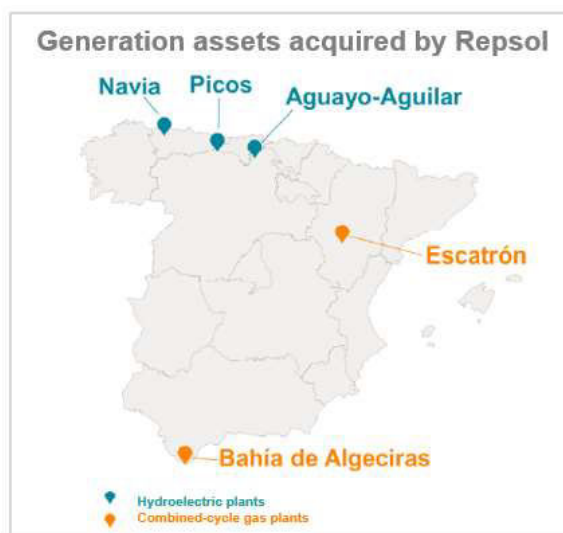 Generation assets acquired by Repsol
Navia
Picos
Aguayo-Aguilar
Escatrón
Bahía de Algeciras
Hydroelectric plants
Combined-cycle gas plants